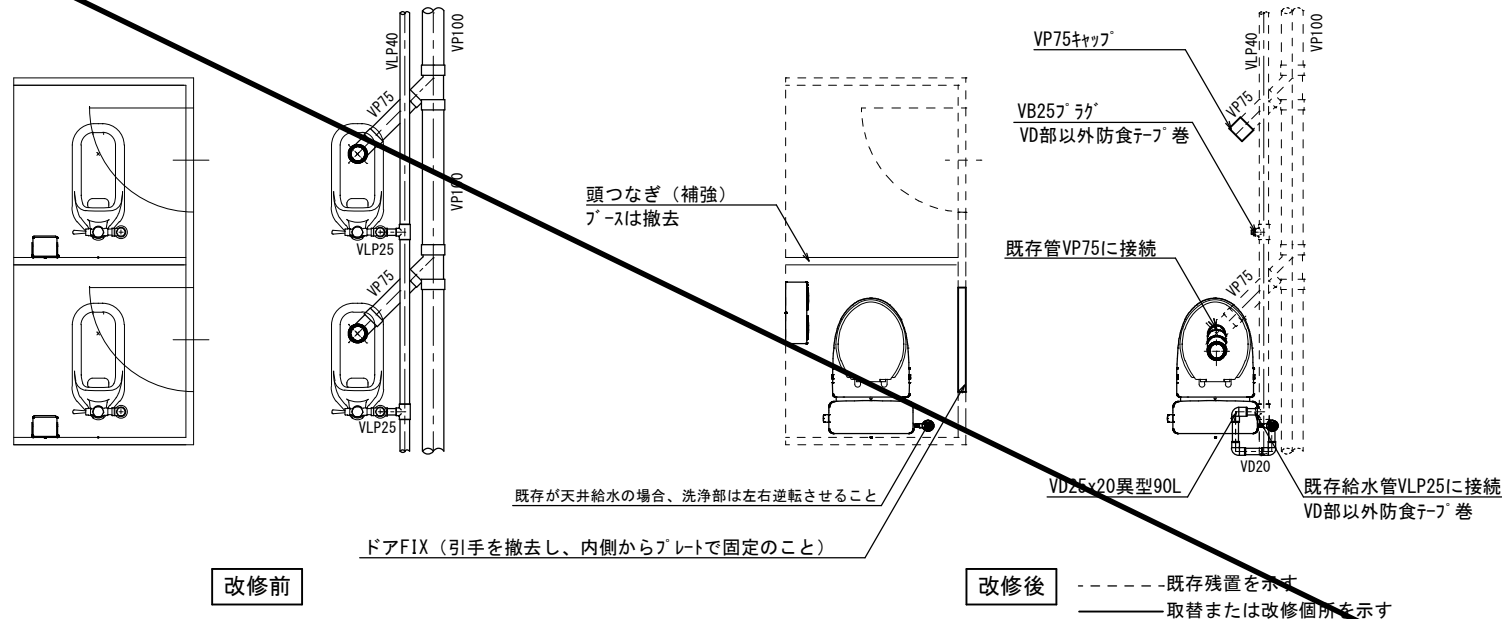 VLP40
VP100
VP75
VP100
VLP25
VP75
VLP25
改修前
頭つなぎ（補強）
ﾌﾞｰｽは撤去
既存が天井給水の場合、洗浄部は左右逆転させること
ドアFIX（引手を撤去し、内側からﾌﾟﾚｰﾄで固定のこと）
VP75ｷｬｯﾌﾟ
VLP40
VP100
VP75
VB25ﾌﾟﾗｸﾞ
VD部以外防食ﾃｰﾌﾟ巻
既存管VP75に接続
VP75
VD20
VD25x20異型90L
既存給水管VLP25に接続
VD部以外防食ﾃｰﾌﾟ巻
改修後
既存残置を示す
取替または改修個所を示す